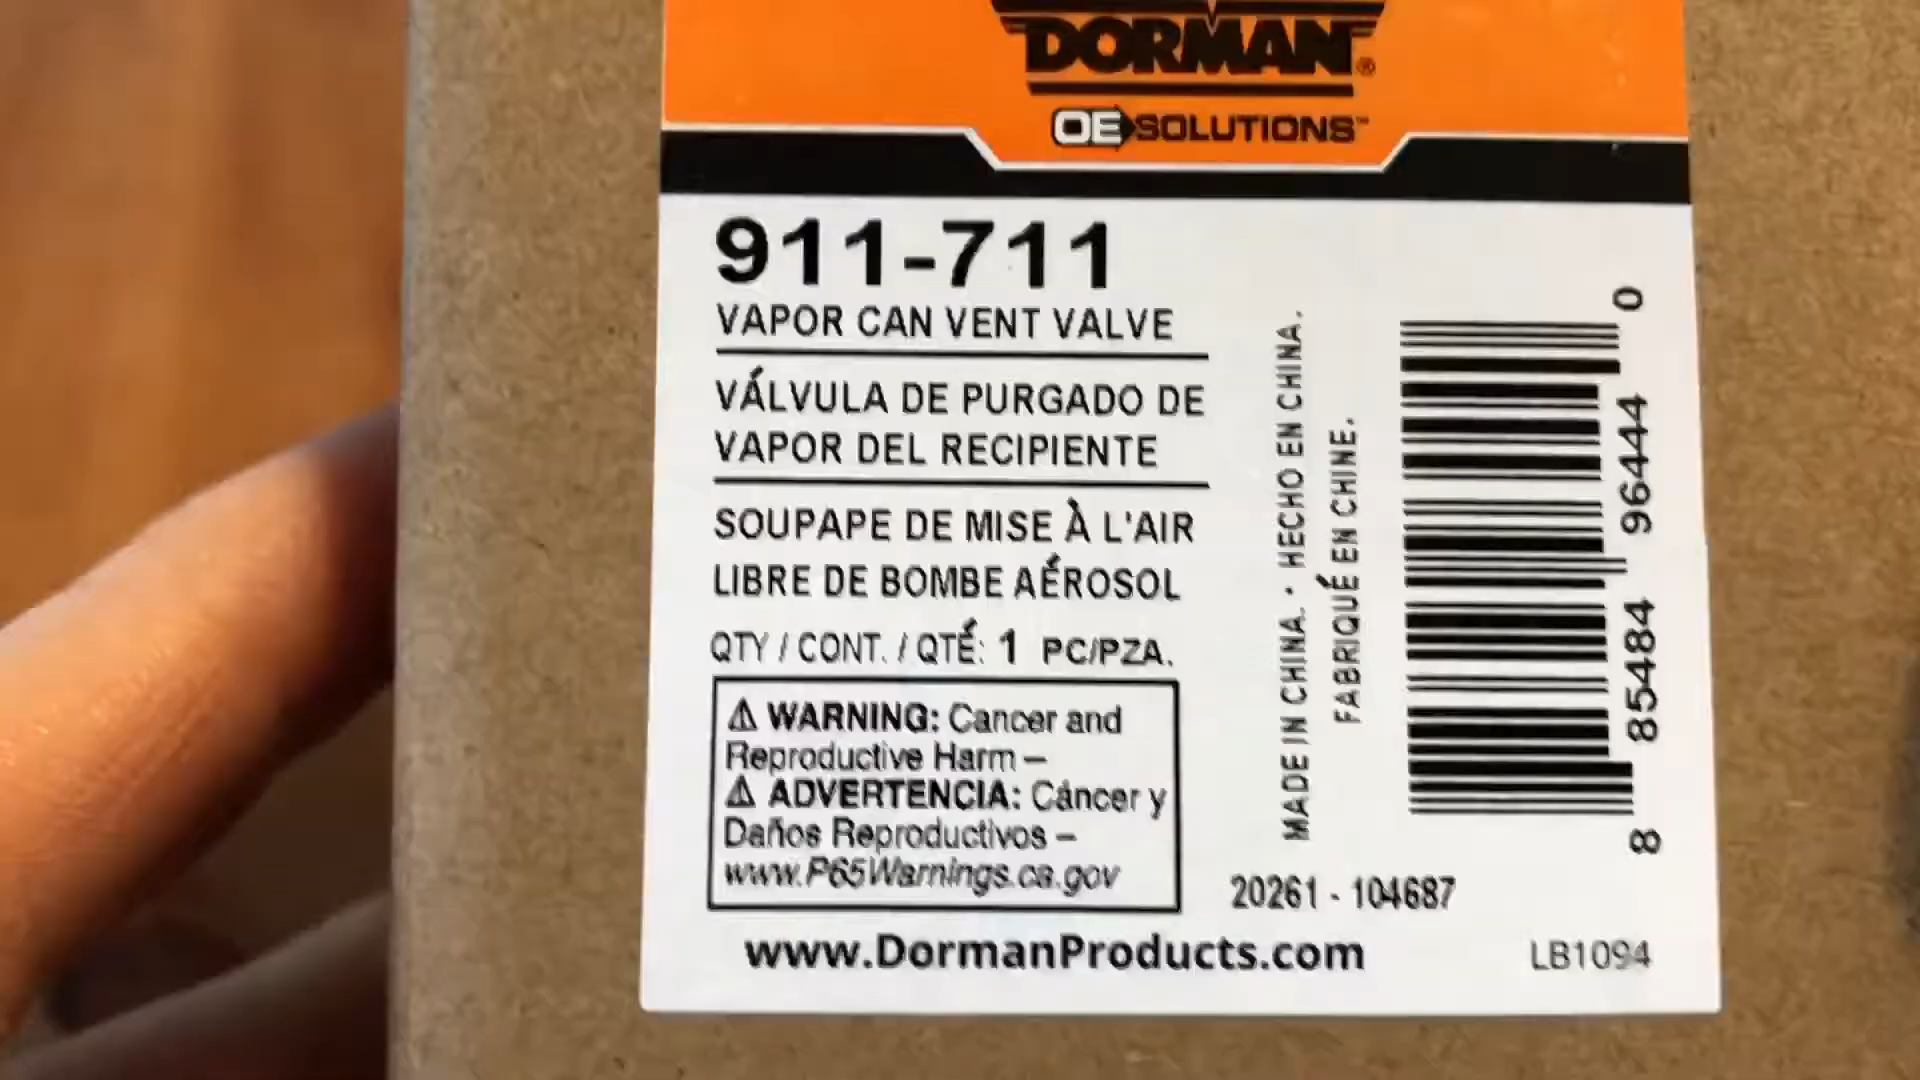 DORMAN®
OE SOLUTIONS™
911-711
VAPOR CAN VENT VALVE
VÁLVULA DE PURGADO DE
VAPOR DEL RECIPIENTE
SOUPAPE DE MISE À L'AIR
LIBRE DE BOMBE AÉROSOL
QTY / CONT. / QTÉ: 1 PC/PZA.
⚠ WARNING: Cancer and
Reproductive Harm –
⚠ ADVERTENCIA: Cáncer y
Daños Reproductivos –
www.P65Warnings.ca.gov
MADE IN CHINA. · HECHO EN CHINA.
FABRIQUÉ EN CHINE.
8 85484 96444 0
20261 - 104687
www.DormanProducts.com
LB1094